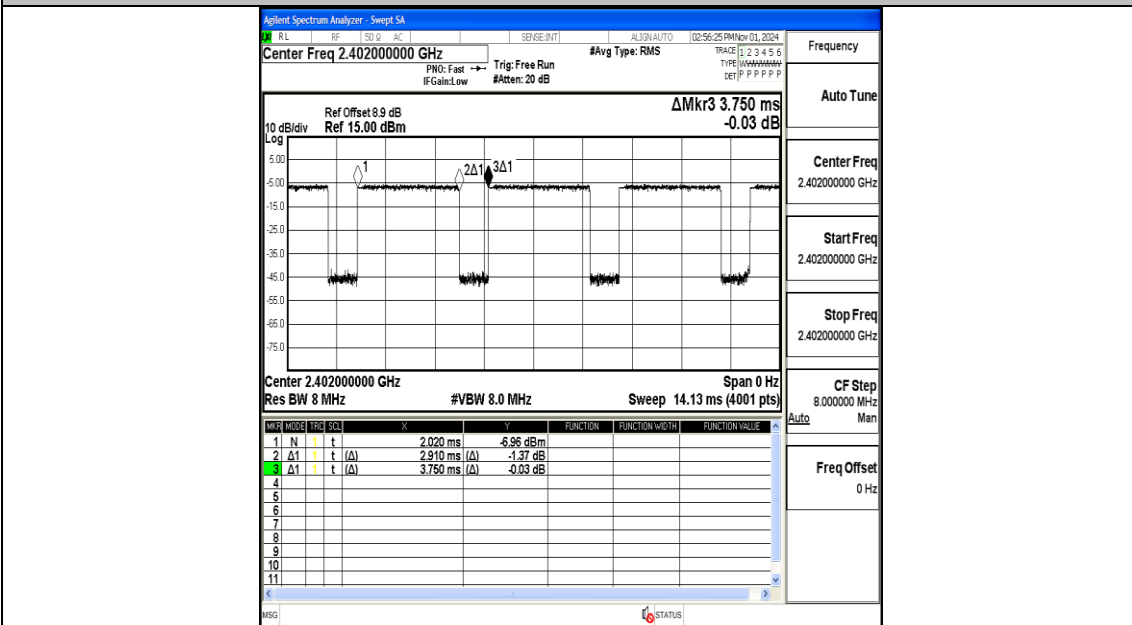 Agilent Spectrum Analyzer - Swept SA
RL RF 50 Ω AC SENSE:INT ALIGN AUTO 02:56:25 PM Nov 01, 2024
Center Freq 2.402000000 GHz
#Avg Type: RMS
TRACE 1 2 3 4 5 6
PNO: Fast
Trig: Free Run
TYPE
IFGain:Low
#Atten: 20 dB
DET P P P P P P
Frequency
Auto Tune
ΔMkr3 3.750 ms
-0.03 dB
Ref Offset 8.9 dB
10 dB/div Ref 15.00 dBm
Log
5.00
-5.00
-15.0
-25.0
-35.0
-45.0
-55.0
-65.0
-75.0
1
2Δ1
3Δ1
Center Freq
2.402000000 GHz
Start Freq
2.402000000 GHz
Stop Freq
2.402000000 GHz
CF Step
8.000000 MHz
Auto Man
Freq Offset
0 Hz
Center 2.402000000 GHz Span 0 Hz
Res BW 8 MHz #VBW 8.0 MHz Sweep 14.13 ms (4001 pts)
MKR MODE TRC SCL X Y FUNCTION FUNCTION WIDTH FUNCTION VALUE
1 N 1 t 2.020 ms -6.96 dBm
2 Δ1 1 t (Δ) 2.910 ms (Δ) -1.37 dB
3 Δ1 1 t (Δ) 3.750 ms (Δ) -0.03 dB
4
5
6
7
8
9
10
11
MSG STATUS